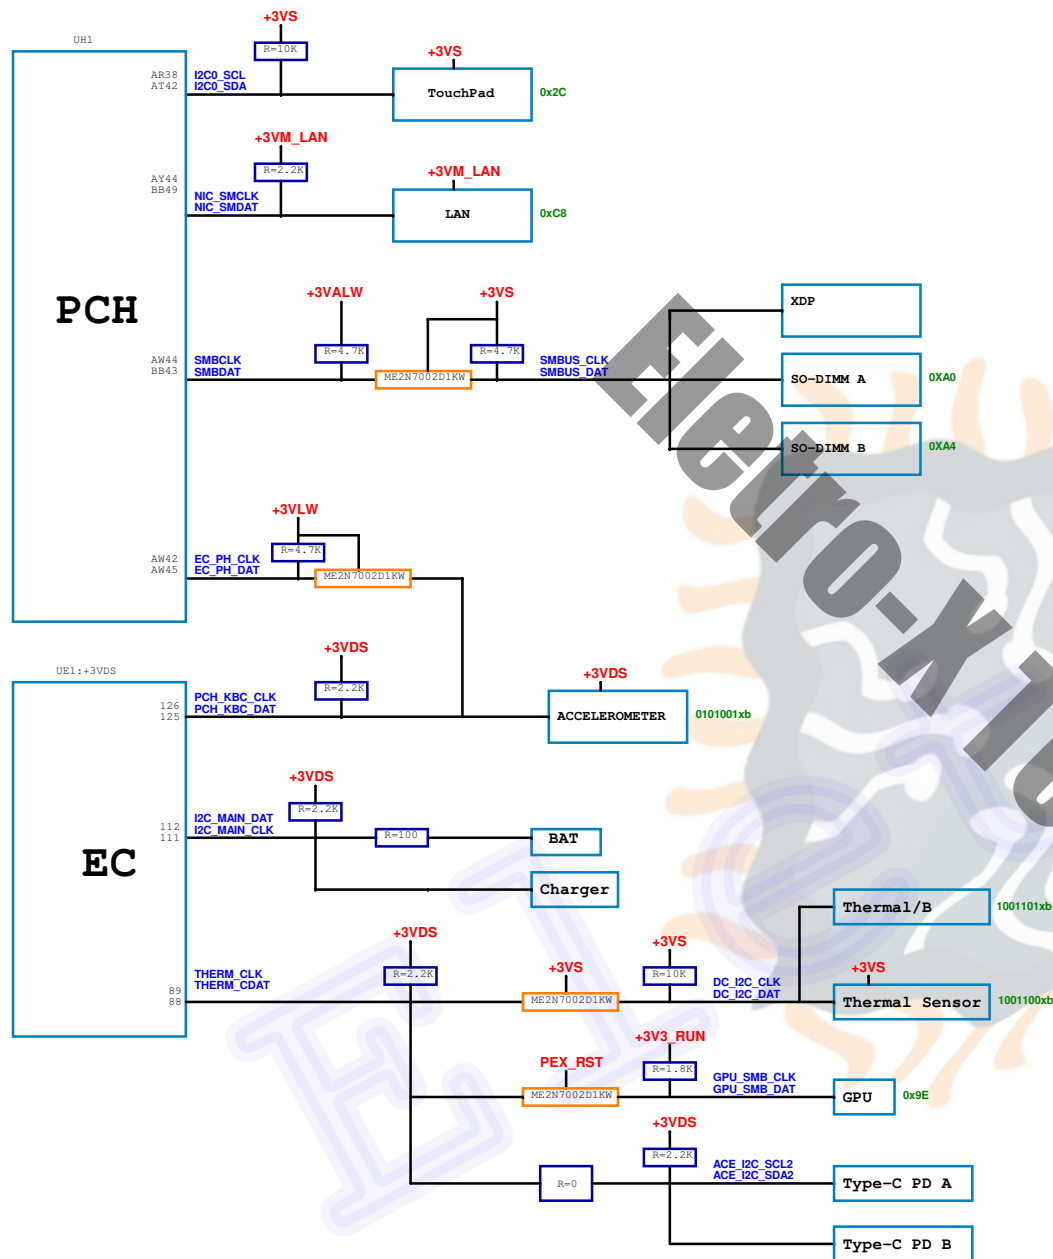 +3VS
UH1
R=10K
+3VS
AR38 I2C0_SCL
AT42 I2C0_SDA
TouchPad
0x2C
+3VM_LAN
R=2.2K
+3VM_LAN
AY44
BB49
NIC_SMCLK
NIC_SMDAT
LAN
0xC8
PCH
+3VALW
+3VS
XDP
R=4.7K
R=4.7K
AW44 SMBCLK
BB43 SMBDAT
ME2N7002D1KW
SMBUS_CLK
SMBUS_DAT
SO-DIMM A
0XA0
SO-DIMM B
0XA4
+3VLW
R=4.7K
AW42 EC_PH_CLK
AW45 EC_PH_DAT
ME2N7002D1KW
+3VDS
UE1:+3VDS
R=2.2K
+3VDS
126 PCH_KBC_CLK
125 PCH_KBC_DAT
ACCELEROMETER
0101001xb
+3VDS
R=2.2K
112 I2C_MAIN_DAT
111 I2C_MAIN_CLK
R=100
BAT
EC
Charger
Thermal/B
1001101xb
+3VDS
+3VS
R=2.2K
+3VS
R=10K
+3VS
THERM_CLK
THERM_CDAT
89
88
ME2N7002D1KW
DC_I2C_CLK
DC_I2C_DAT
Thermal Sensor
1001100xb
+3V3_RUN
PEX_RST
R=1.8K
GPU_SMB_CLK
GPU_SMB_DAT
ME2N7002D1KW
GPU
0x9E
+3VDS
R=2.2K
ACE_I2C_SCL2
ACE_I2C_SDA2
R=0
Type-C PD A
Type-C PD B